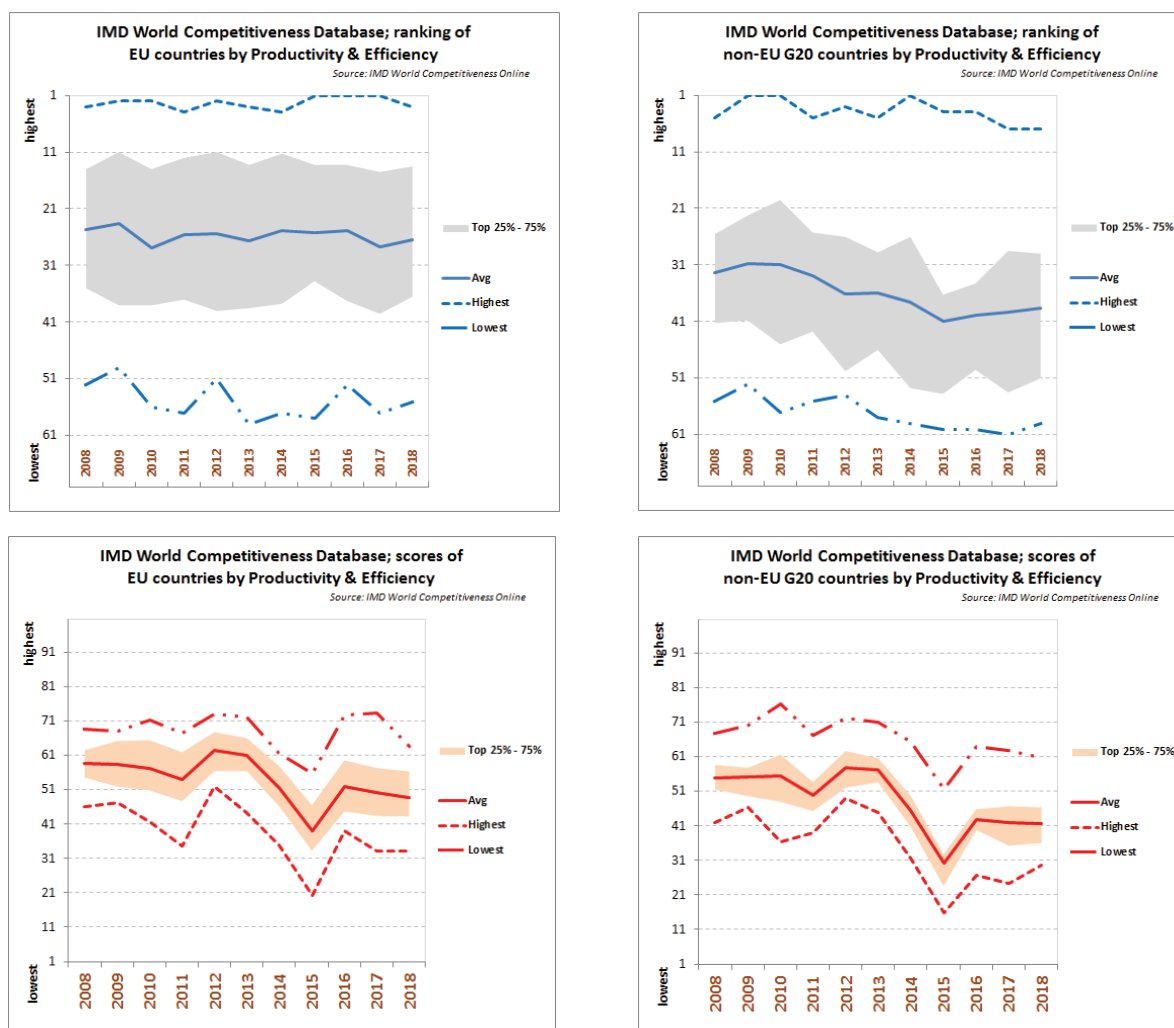 IMD World Competitiveness Database; ranking of
EU countries by Productivity & Efficiency
Source: IMD World Competitiveness Online
highest
1
11
21
31
41
51
61
lowest
2008
2009
2010
2011
2012
2013
2014
2015
2016
2017
2018
Top 25% - 75%
Avg
Highest
Lowest
IMD World Competitiveness Database; ranking of
non-EU G20 countries by Productivity & Efficiency
Source: IMD World Competitiveness Online
highest
1
11
21
31
41
51
61
lowest
2008
2009
2010
2011
2012
2013
2014
2015
2016
2017
2018
Top 25% - 75%
Avg
Highest
Lowest
IMD World Competitiveness Database; scores of
EU countries by Productivity & Efficiency
Source: IMD World Competitiveness Online
highest
91
81
71
61
51
41
31
21
11
1
lowest
2008
2009
2010
2011
2012
2013
2014
2015
2016
2017
2018
Top 25% - 75%
Avg
Highest
Lowest
IMD World Competitiveness Database; scores of
non-EU G20 countries by Productivity & Efficiency
Source: IMD World Competitiveness Online
highest
91
81
71
61
51
41
31
21
11
1
lowest
2008
2009
2010
2011
2012
2013
2014
2015
2016
2017
2018
Top 25% - 75%
Avg
Highest
Lowest